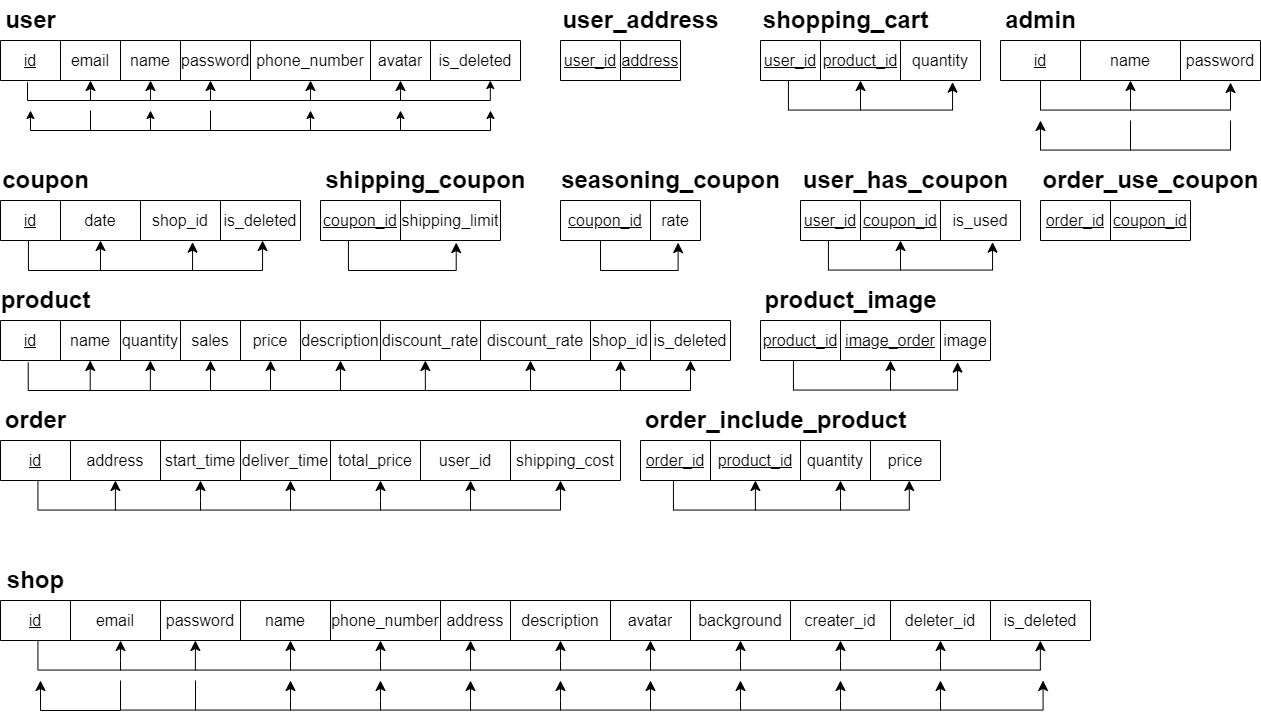 user user_address shopping_cart admin
id email name password phone_number avatar is_deleted user_id address user_id product_id quantity id name password
coupon shipping_coupon seasoning_coupon user_has_coupon order_use_coupon
id date shop_id is_deleted coupon_id shipping_limit coupon_id rate user_id coupon_id is_used order_id coupon_id
product product_image
id name quantity sales price description discount_rate discount_rate shop_id is_deleted product_id image_order image
order order_include_product
id address start_time deliver_time total_price user_id shipping_cost order_id product_id quantity price
shop
id email password name phone_number address description avatar background creater_id deleter_id is_deleted